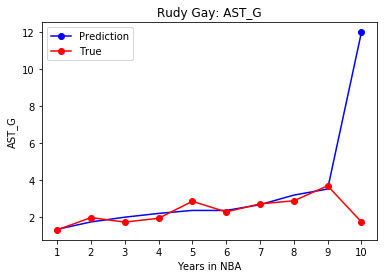 Rudy Gay: AST_G
Prediction
True
AST_G
12
10
8
6
4
2
1 2 3 4 5 6 7 8 9 10
Years in NBA